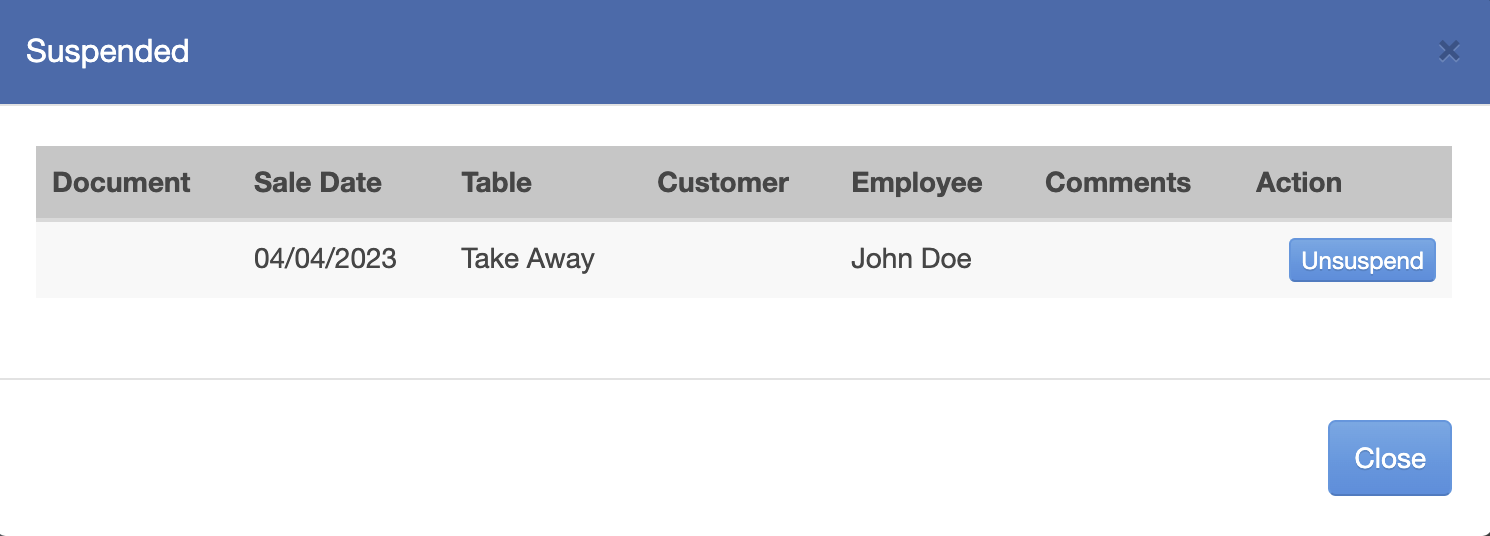 Suspended
Document Sale Date Table Customer Employee Comments Action
04/04/2023 Take Away John Doe Unsuspend
Close